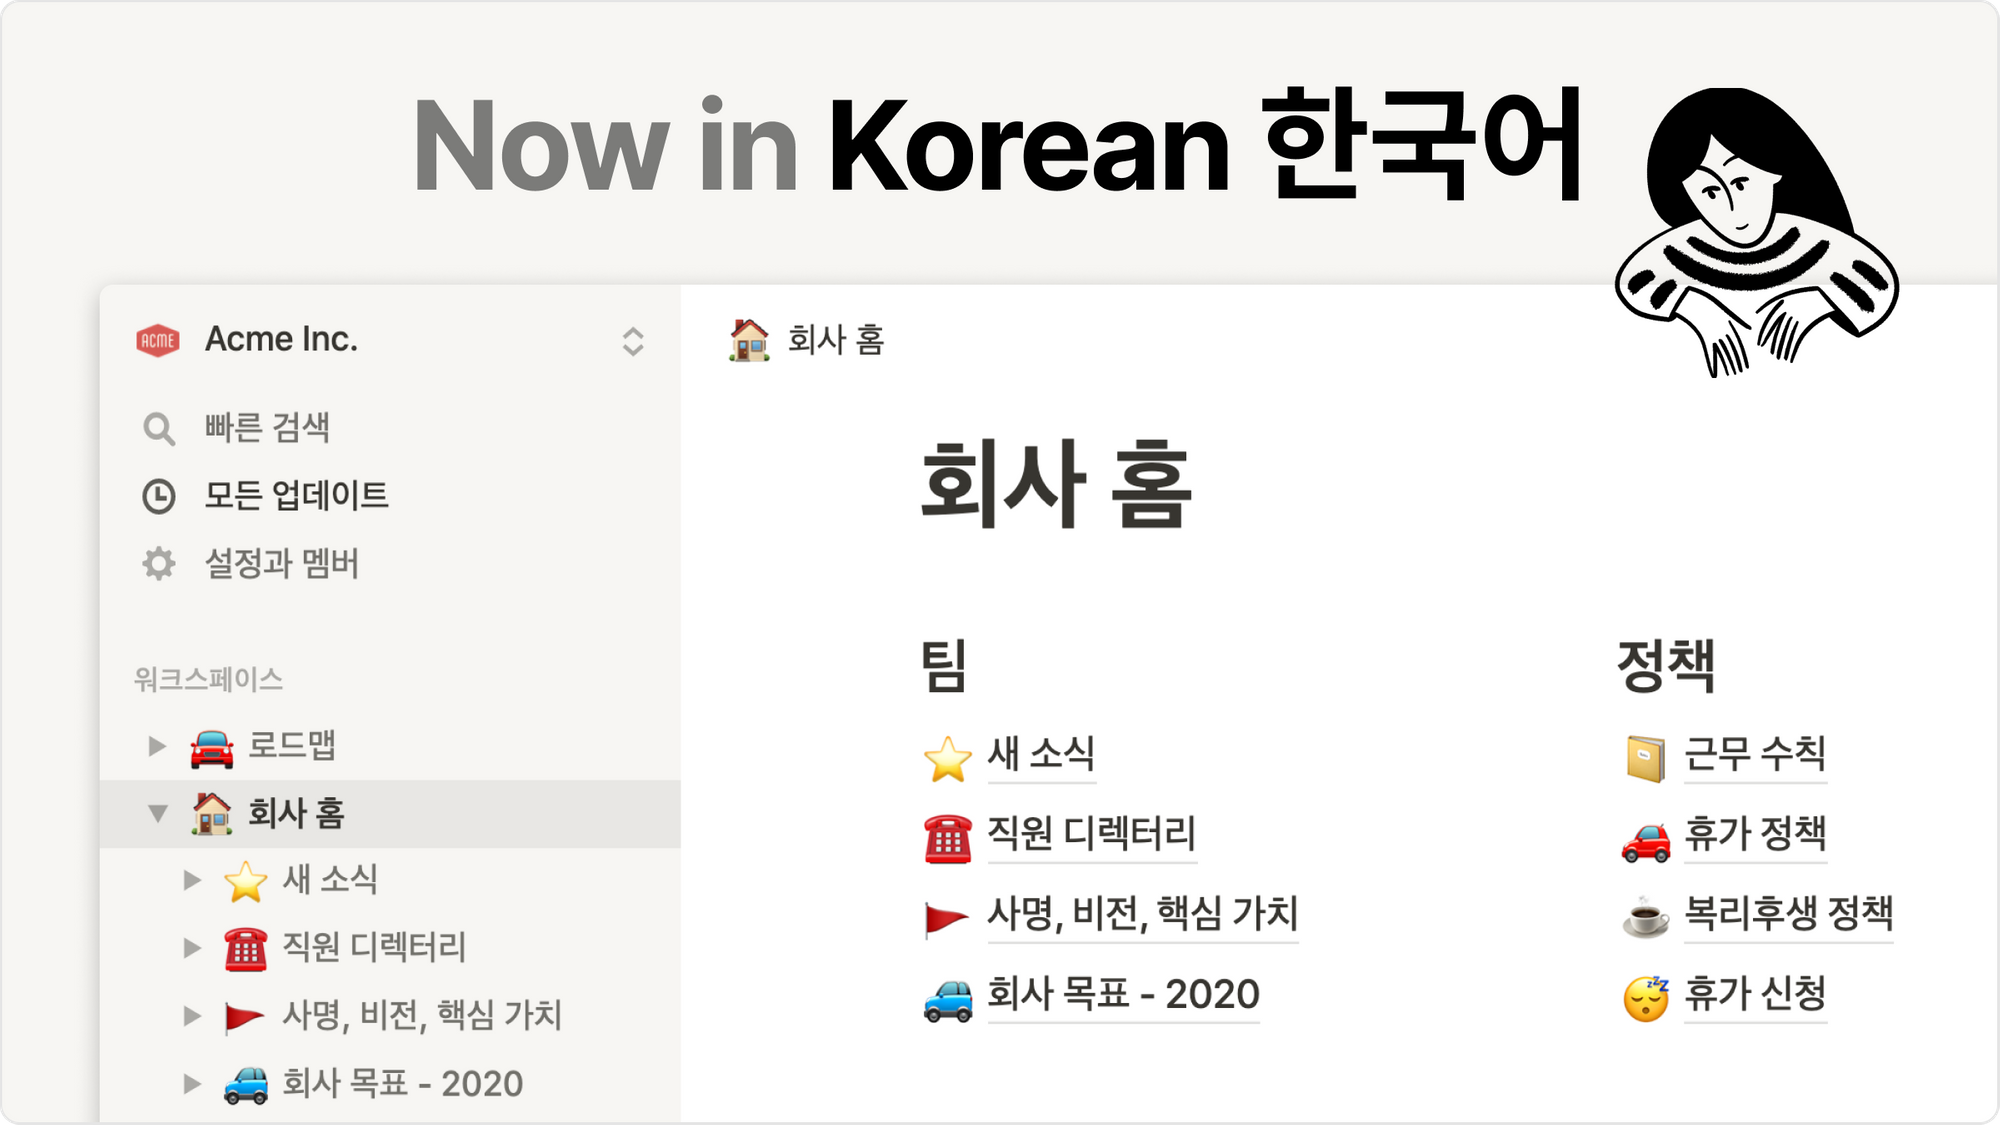 Now in Korean 한국어
ACME
Acme Inc.
빠른 검색
모든 업데이트
설정과 멤버
워크스페이스
로드맵
회사 홈
새 소식
직원 디렉터리
사명, 비전, 핵심 가치
회사 목표 - 2020
회사 홈
회사 홈
팀
새 소식
직원 디렉터리
사명, 비전, 핵심 가치
회사 목표 - 2020
정책
근무 수칙
휴가 정책
복리후생 정책
휴가 신청